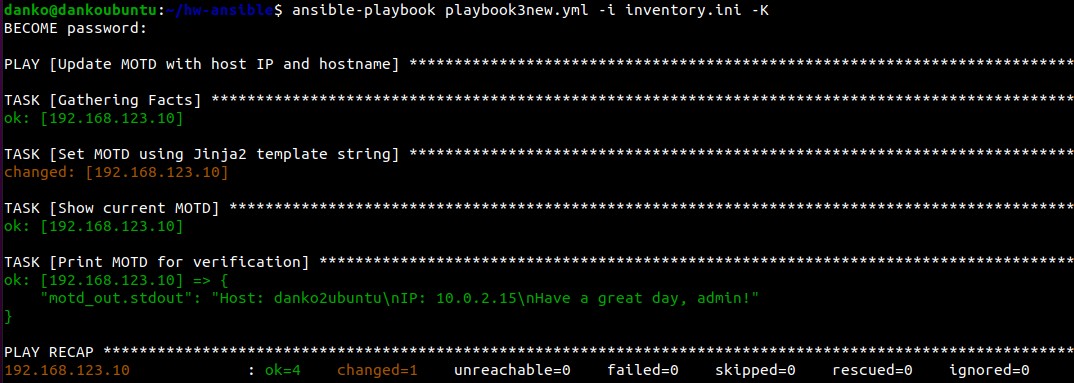 danko@dankoubuntu:~/hw-ansible$ ansible-playbook playbook3new.yml -i inventory.ini -K
BECOME password:
PLAY [Update MOTD with host IP and hostname] **************************************************************************
TASK [Gathering Facts] ************************************************************************************************
ok: [192.168.123.10]
TASK [Set MOTD using Jinja2 template string] **************************************************************************
changed: [192.168.123.10]
TASK [Show current MOTD] **********************************************************************************************
ok: [192.168.123.10]
TASK [Print MOTD for verification] ************************************************************************************
ok: [192.168.123.10] => {
    "motd_out.stdout": "Host: danko2ubuntu\nIP: 10.0.2.15\nHave a great day, admin!"
}
PLAY RECAP ************************************************************************************************************
192.168.123.10             : ok=4    changed=1    unreachable=0    failed=0    skipped=0    rescued=0    ignored=0